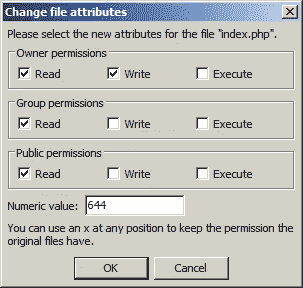 Change file attributes
Please select the new attributes for the file "index.php".
Owner permissions
Read Write Execute
Group permissions
Read Write Execute
Public permissions
Read Write Execute
Numeric value: 644
You can use an x at any position to keep the permission the
original files have.
OK Cancel